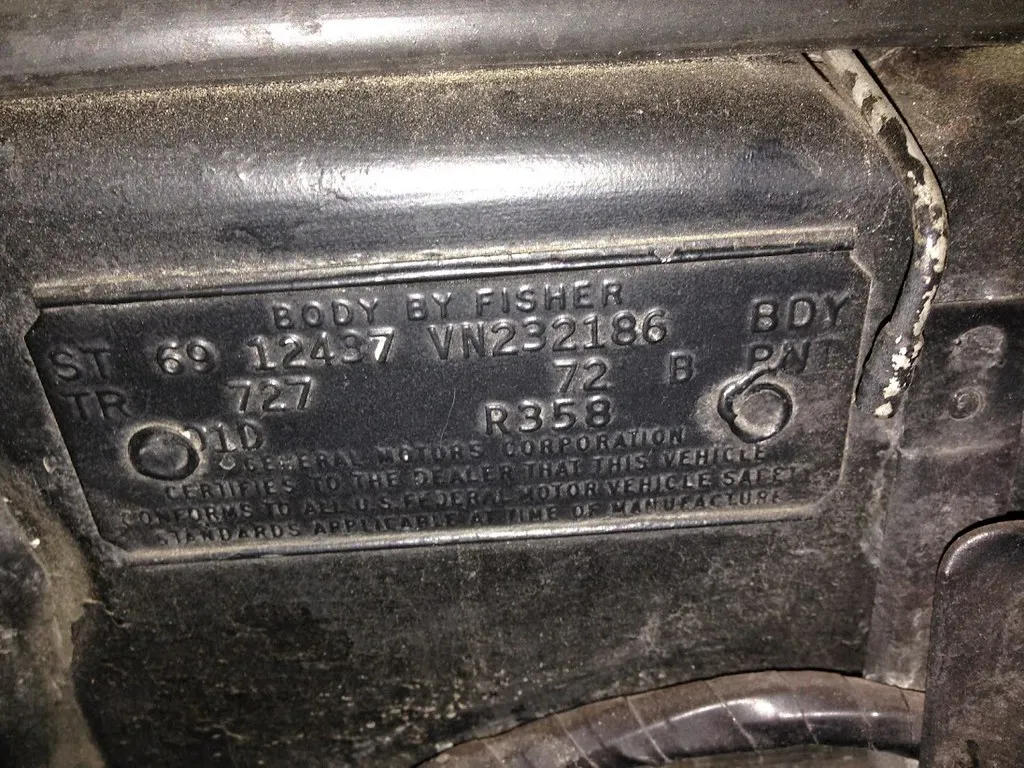 BODY BY FISHER
ST 69 12437 VN232186 BDY
TR 727 72 B PNT
01D R358
GENERAL MOTORS CORPORATION
CERTIFIES TO THE DEALER THAT THIS VEHICLE
CONFORMS TO ALL U.S. FEDERAL MOTOR VEHICLE SAFETY
STANDARDS APPLICABLE AT TIME OF MANUFACTURE